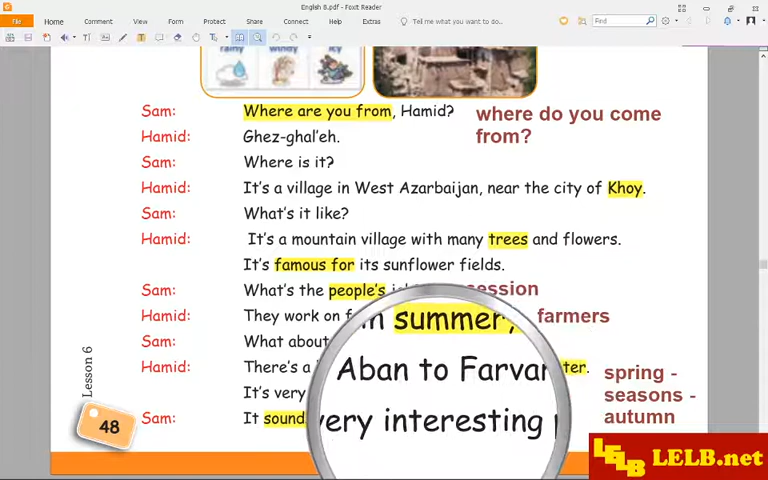 English 8.pdf - Foxit Reader
File Home Comment View Form Protect Share Connect Help Extras Tell me what you want to do... Find
rainy windy icy
Sam: Where are you from, Hamid? where do you come
from?
Hamid: Ghez-ghal'eh.
Sam: Where is it?
Hamid: It's a village in West Azarbaijan, near the city of Khoy.
Sam: What's it like?
Hamid: It's a mountain village with many trees and flowers.
It's famous for its sunflower fields.
Sam: What's the people's
Hamid: They work on farmers
summer,
Sam: What about
Hamid: There's a Aban to
It's very
spring -
seasons -
autumn
Sam: It very interesting
Lesson 6
48
LELB LELB.net